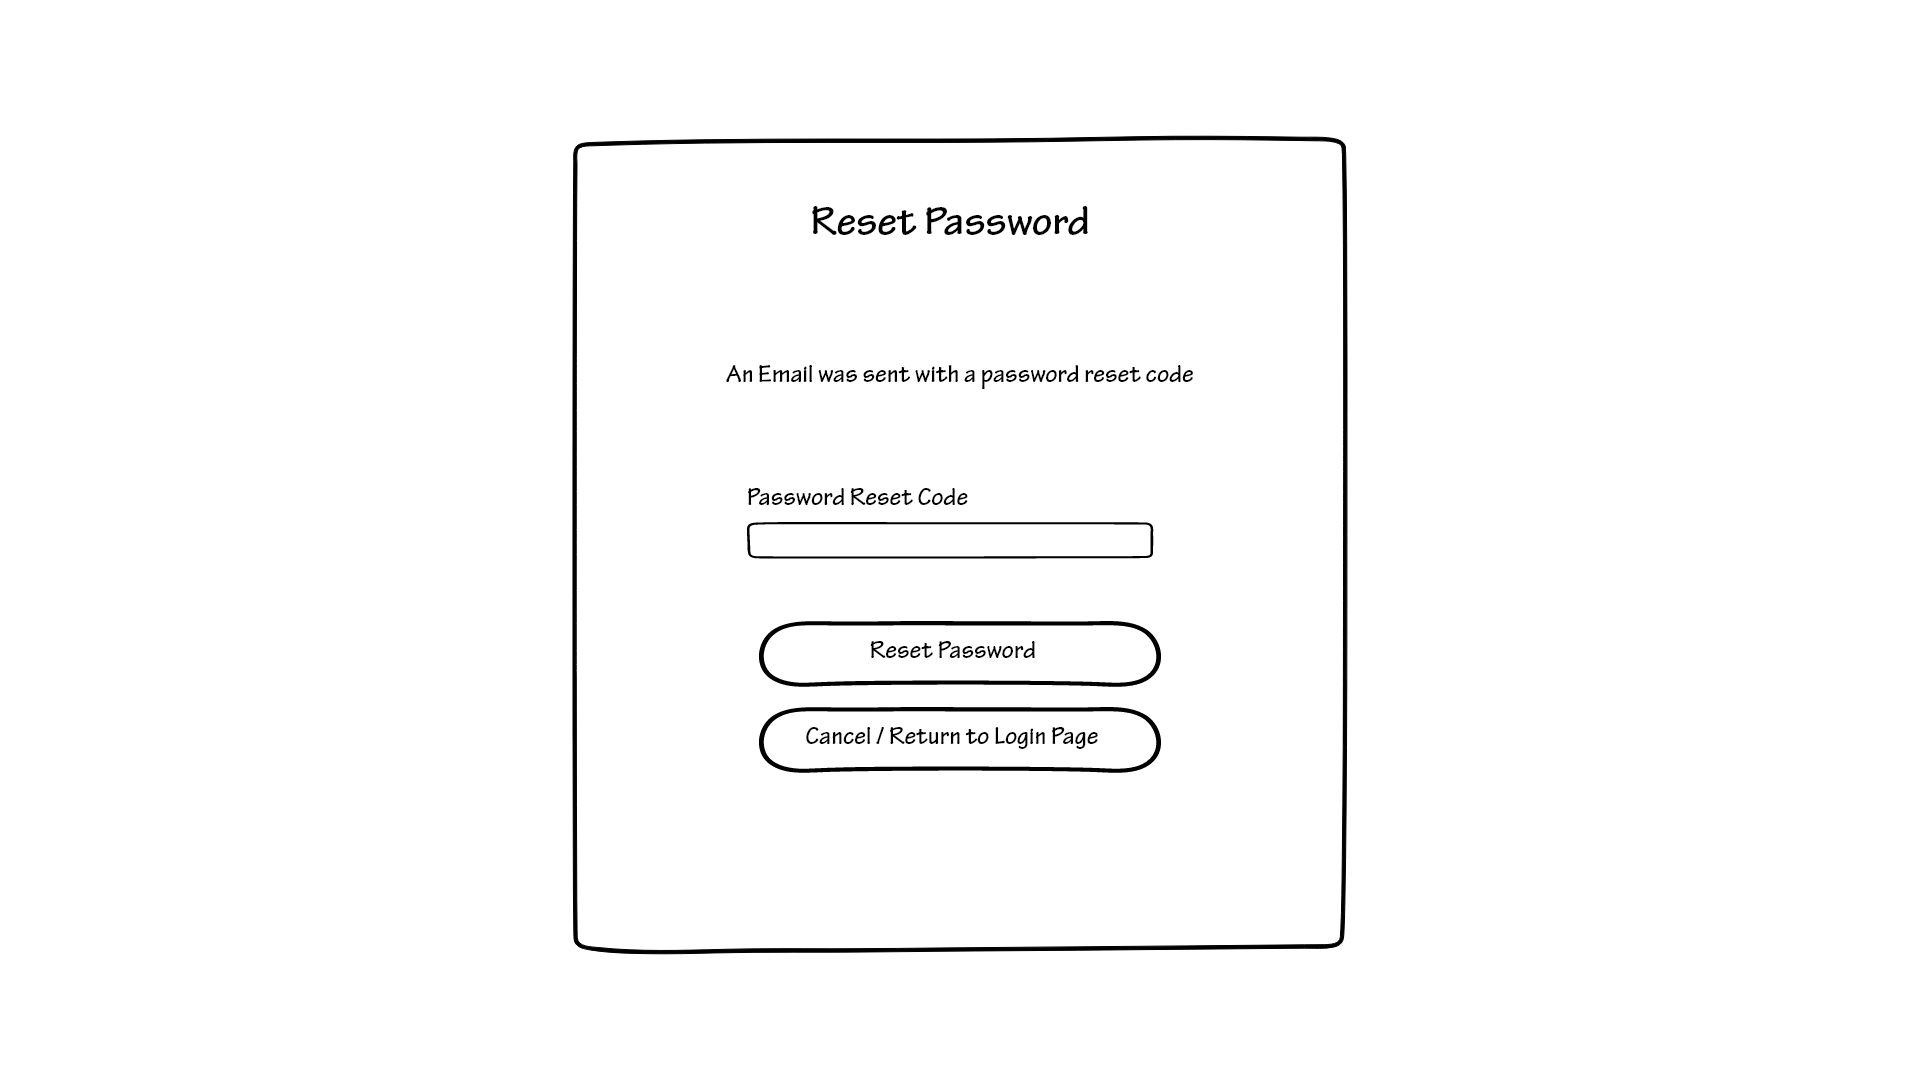 Reset Password
An Email was sent with a password reset code
Password Reset Code
Reset Password
Cancel / Return to Login Page